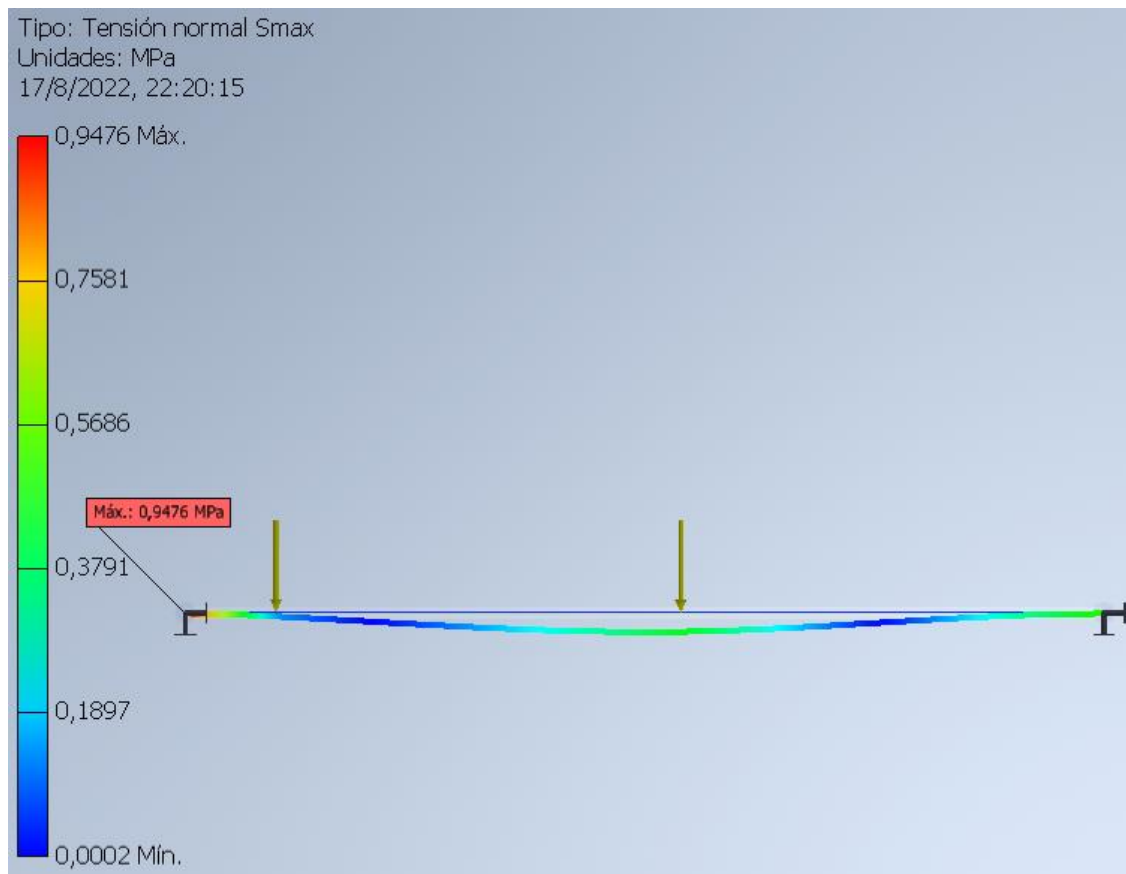 Tipo: Tensión normal Smax
Unidades: MPa
17/8/2022, 22:20:15
0,9476 Máx.
0,7581
0,5686
Máx.: 0,9476 MPa
0,3791
0,1897
0,0002 Mín.